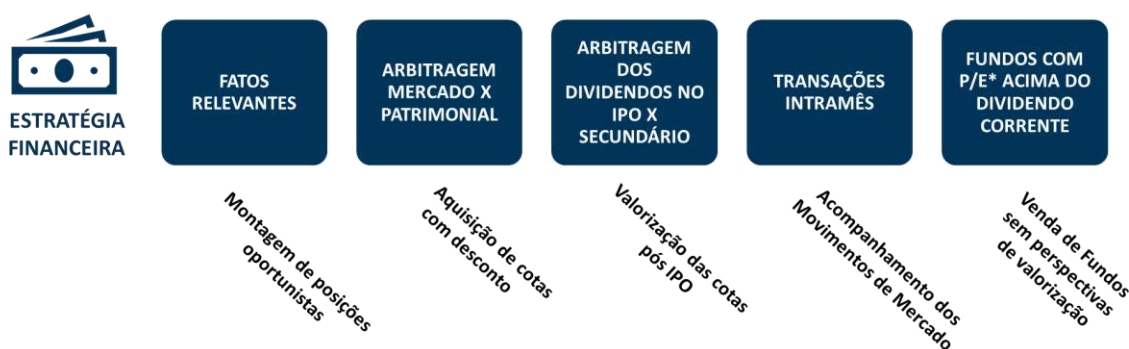 ESTRATÉGIA
FINANCEIRA
FATOS
RELEVANTES
ARBITRAGEM
MERCADO X
PATRIMONIAL
ARBITRAGEM
DOS
DIVIDENDOS NO
IPO X
SECUNDÁRIO
TRANSAÇÕES
INTRAMÊS
FUNDOS COM
P/E* ACIMA DO
DIVIDENDO
CORRENTE
Montagem de posições
oportunistas
Aquisição de cotas
com desconto
Valorização das cotas
pós IPO
Acompanhamento dos
Movimentos de Mercado
Venda de Fundos
sem perspectivas
de valorização